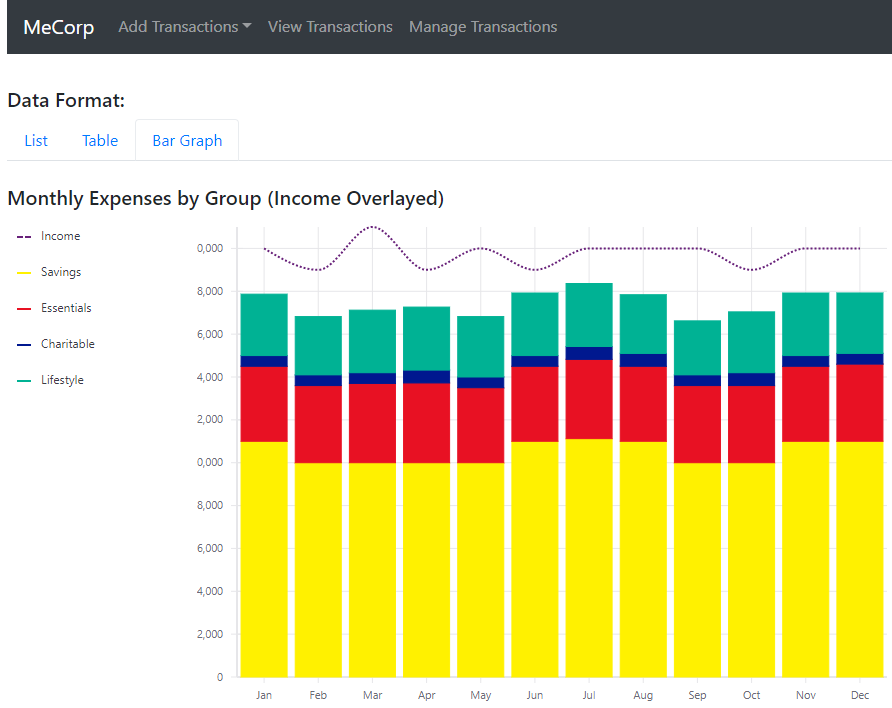 MeCorp Add Transactions View Transactions Manage Transactions
Data Format:
List Table Bar Graph
Monthly Expenses by Group (Income Overlayed)
Income
Savings
Essentials
Charitable
Lifestyle
0,000
8,000
6,000
4,000
2,000
0,000
8,000
6,000
4,000
2,000
0
Jan Feb Mar Apr May Jun Jul Aug Sep Oct Nov Dec